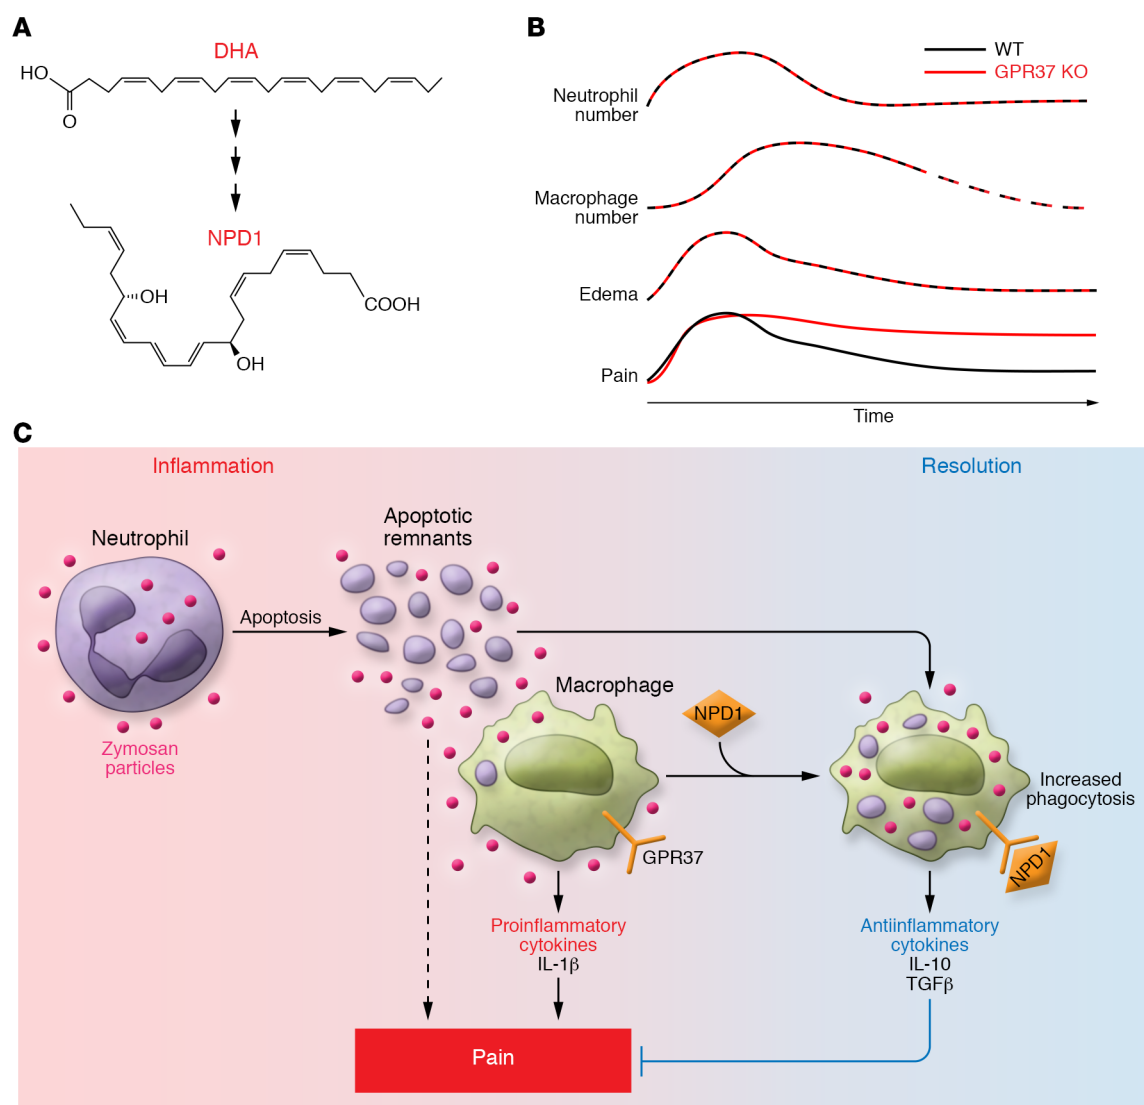 A
DHA
HO
O
NPD1
OH
COOH
OH
B
WT
GPR37 KO
Neutrophil
number
Macrophage
number
Edema
Pain
Time
C
Inflammation
Resolution
Neutrophil
Apoptotic
remnants
Apoptosis
Macrophage
NPD1
Zymosan
particles
Increased
phagocytosis
GPR37
NPD1
Proinflammatory
cytokines
IL-1β
Antiinflammatory
cytokines
IL-10
TGFβ
Pain